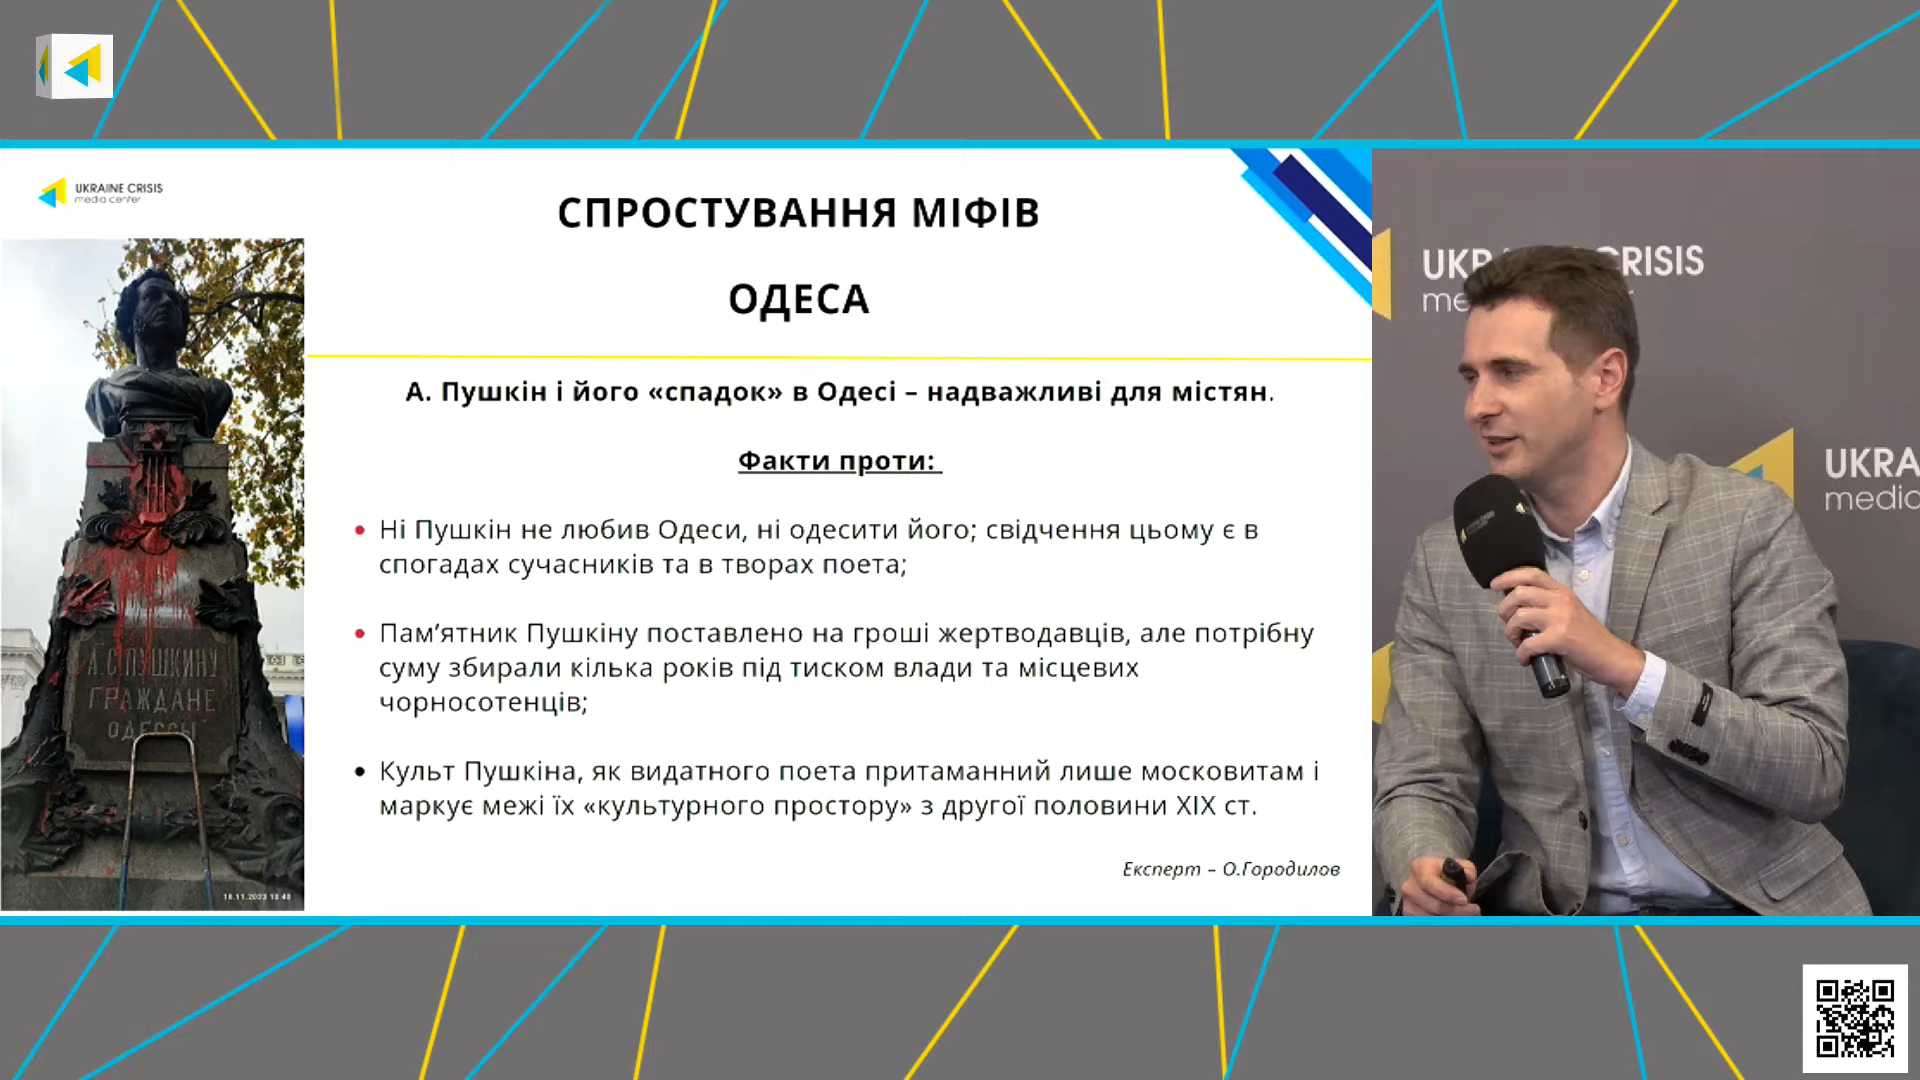 UKRAINE CRISIS
media center
СПРОСТУВАННЯ МІФІВ
ОДЕСА
А. Пушкін і його «спадок» в Одесі – надважливі для містян.
Факти проти:
• Ні Пушкін не любив Одеси, ні одесити його; свідчення цьому є в
спогадах сучасників та в творах поета;
• Пам’ятник Пушкіну поставлено на гроші жертводавців, але потрібну
суму збирали кілька років під тиском влади та місцевих
чорносотенців;
• Культ Пушкіна, як видатного поета притаманний лише московитам і
маркує межі їх «культурного простору» з другої половини ХІХ ст.
Експерт – О.Городилов
А.С.ПУШКИНУ
ГРАЖДАНЕ
ОДЕССЫ
UKR CRISIS
me
UKRA
media